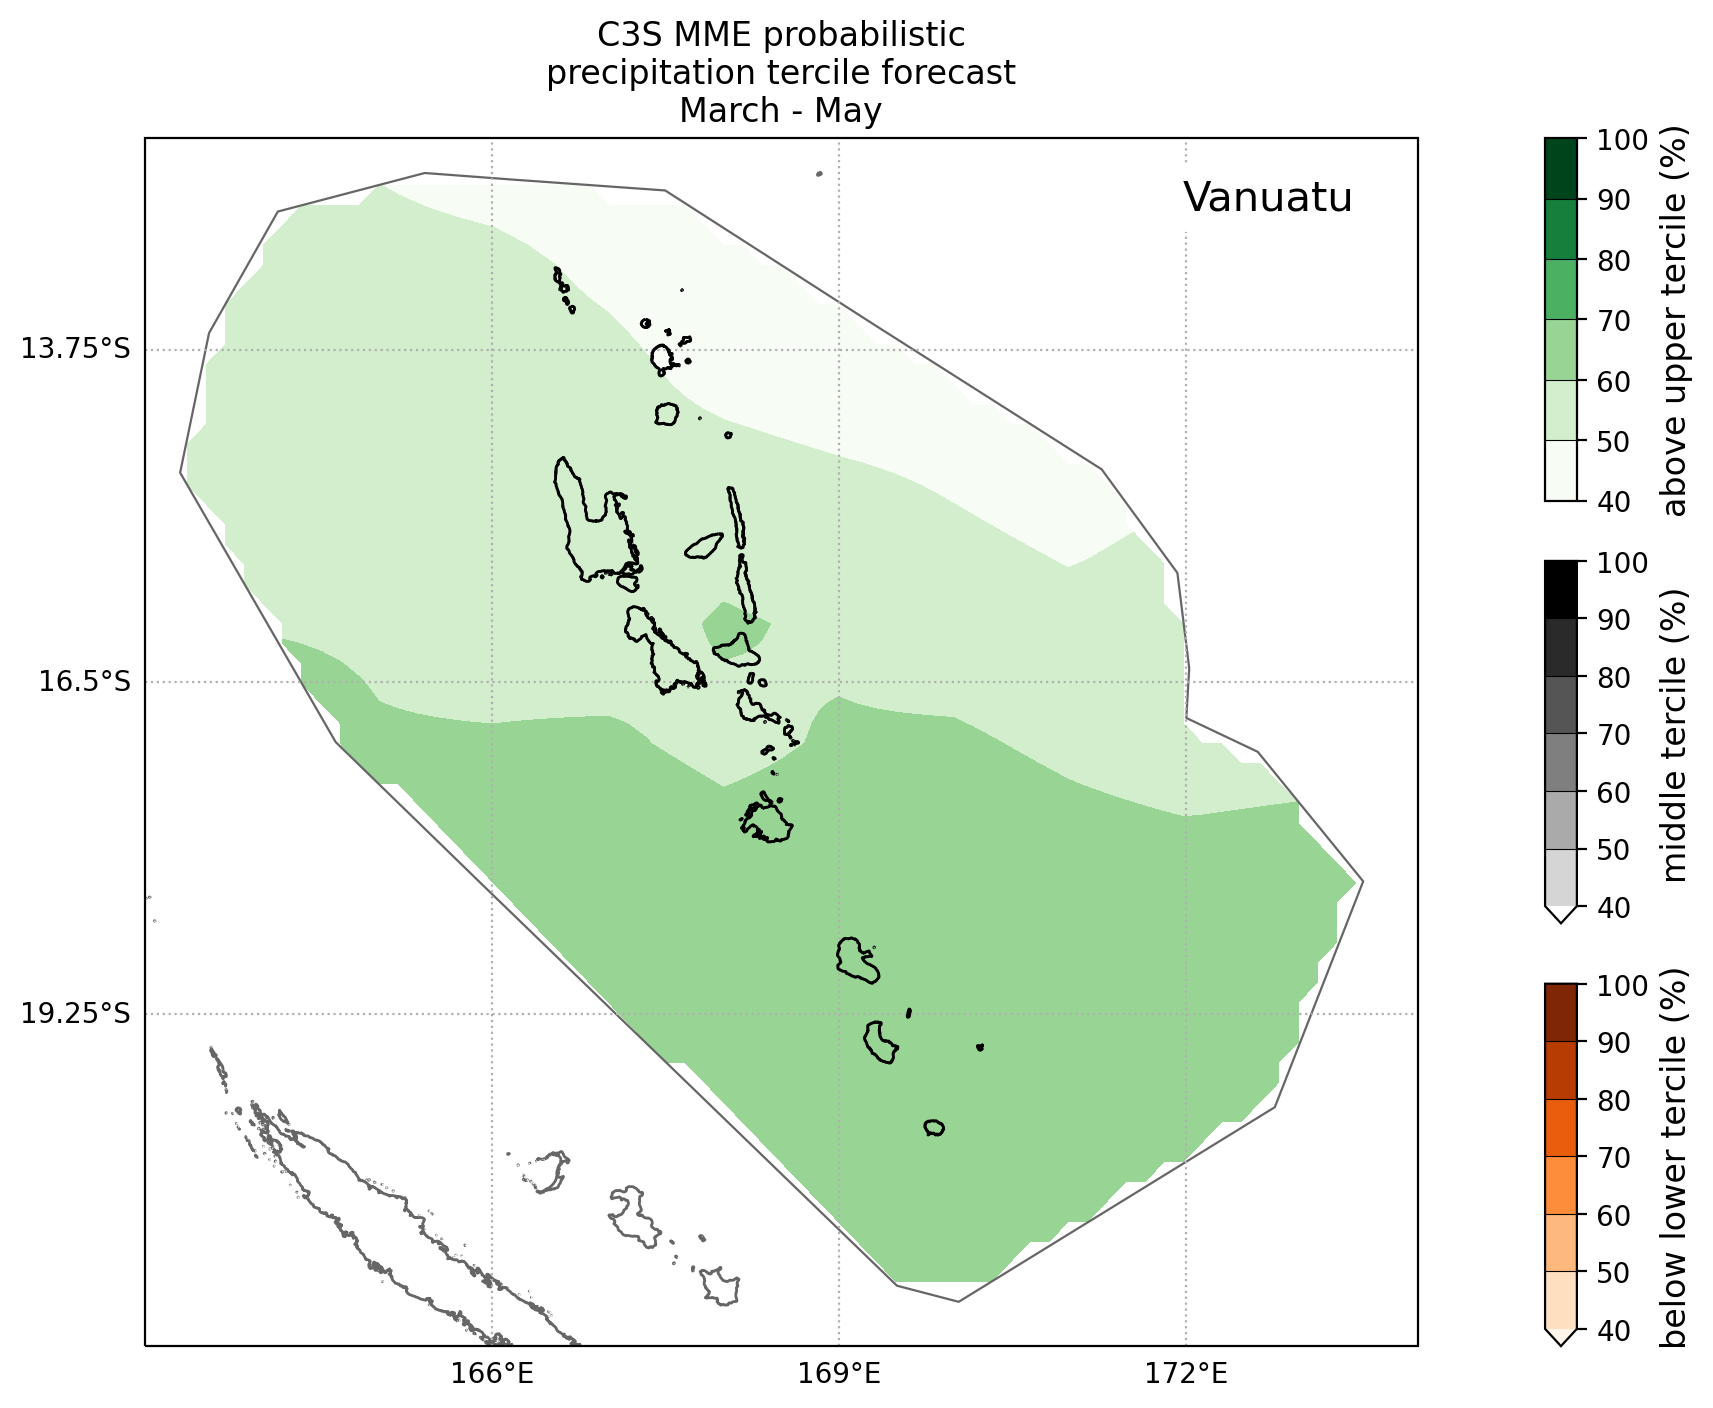 C3S MME probabilistic
precipitation tercile forecast
March - May
Vanuatu
13.75°S
16.5°S
19.25°S
166°E
169°E
172°E
100
90
80
70
60
50
40
above upper tercile (%)
100
90
80
70
60
50
40
middle tercile (%)
100
90
80
70
60
50
40
below lower tercile (%)